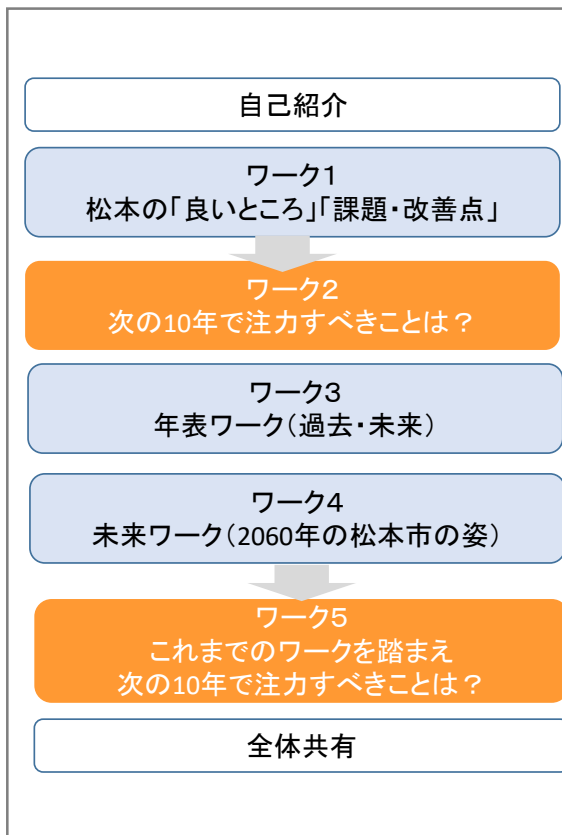 自己紹介
ワーク1
松本の「良いところ」「課題・改善点」
ワーク2
次の10年で注力すべきことは？
ワーク3
年表ワーク（過去・未来）
ワーク4
未来ワーク（2060年の松本市の姿）
ワーク5
これまでのワークを踏まえ
次の10年で注力すべきことは？
全体共有